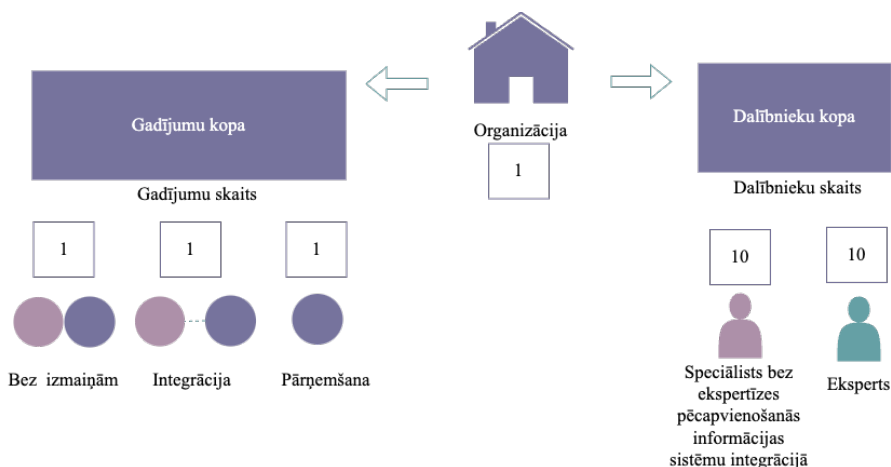 Gadījumu kopa
Gadījumu skaits
1
1
1
Bez izmaiņām
Integrācija
Pārņemšana
Organizācija
1
Dalībnieku kopa
Dalībnieku skaits
10
10
Speciālists bez
ekspertīzes
pēcapvienošanās
informācijas
sistēmu integrācijā
Eksperts